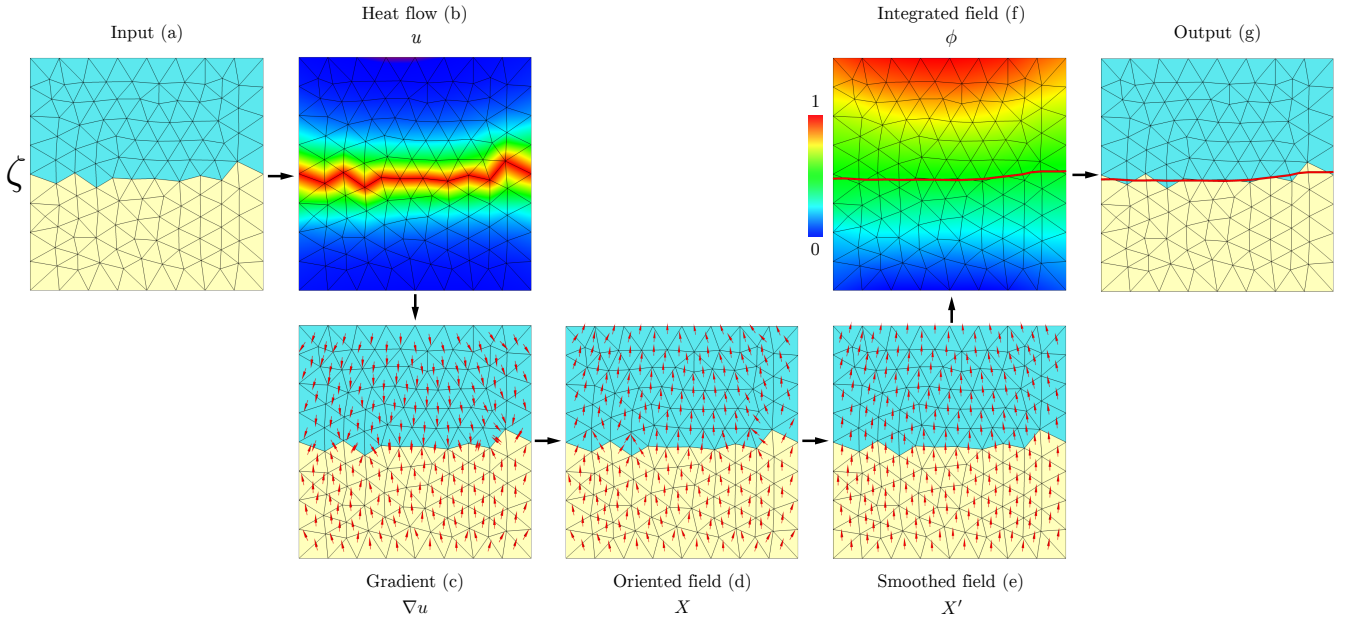 Input (a)
ζ
Heat flow (b)
u
Gradient (c)
∇u
Oriented field (d)
X
Smoothed field (e)
X′
Integrated field (f)
ϕ
1
0
Output (g)